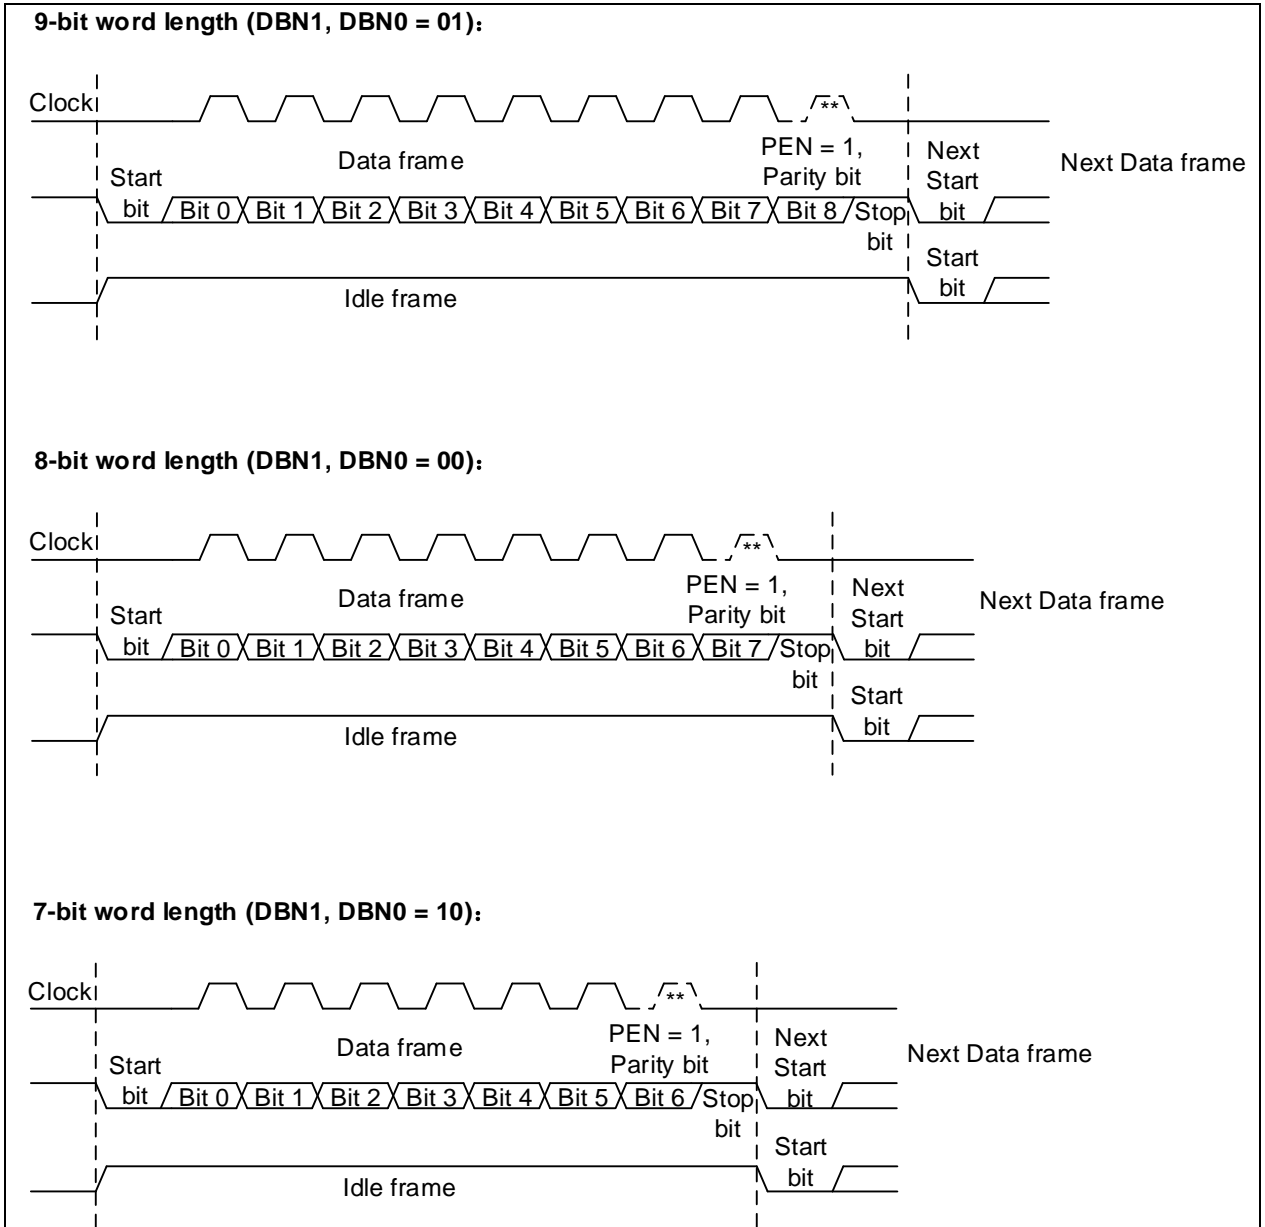 9-bit word length (DBN1, DBN0 = 01)：
Clock
**
Data frame
PEN = 1,
Parity bit
Next
Start
bit
Next Data frame
Start
bit
Bit 0
Bit 1
Bit 2
Bit 3
Bit 4
Bit 5
Bit 6
Bit 7
Bit 8
Stop
bit
Start
bit
Idle frame
8-bit word length (DBN1, DBN0 = 00)：
Clock
**
Data frame
PEN = 1,
Parity bit
Next
Start
bit
Next Data frame
Start
bit
Bit 0
Bit 1
Bit 2
Bit 3
Bit 4
Bit 5
Bit 6
Bit 7
Stop
bit
Start
bit
Idle frame
7-bit word length (DBN1, DBN0 = 10)：
Clock
**
Data frame
PEN = 1,
Parity bit
Next
Start
bit
Next Data frame
Start
bit
Bit 0
Bit 1
Bit 2
Bit 3
Bit 4
Bit 5
Bit 6
Stop
bit
Start
bit
Idle frame